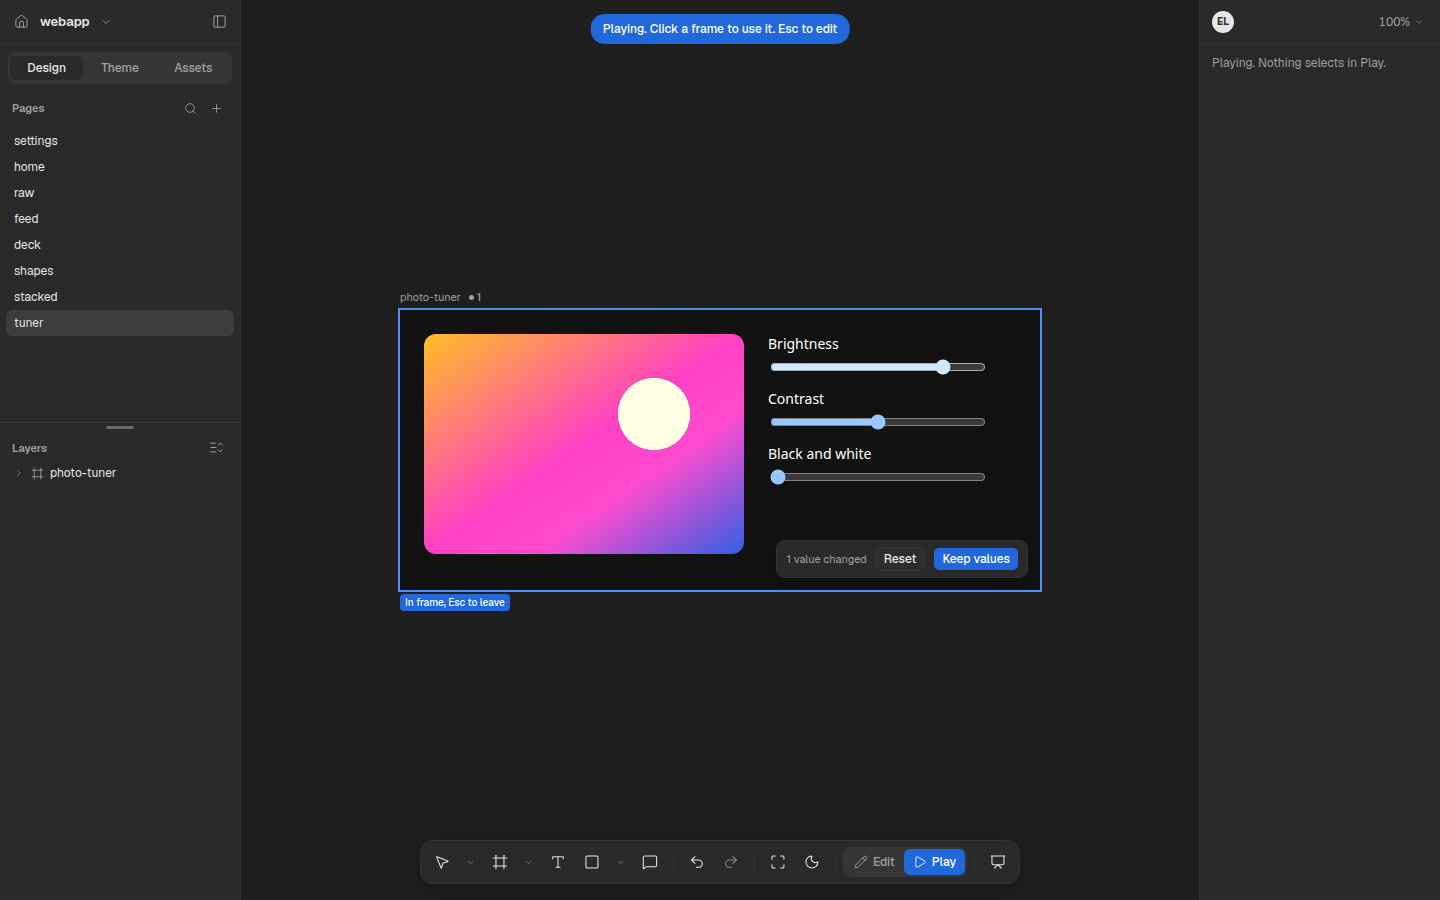 webapp
Design Theme Assets
Pages
settings
home
raw
feed
deck
shapes
stacked
tuner
Layers
photo-tuner
Playing. Click a frame to use it. Esc to edit
photo-tuner 1
Brightness
Contrast
Black and white
1 value changed Reset Keep values
In frame, Esc to leave
Edit Play
EL 100%
Playing. Nothing selects in Play.